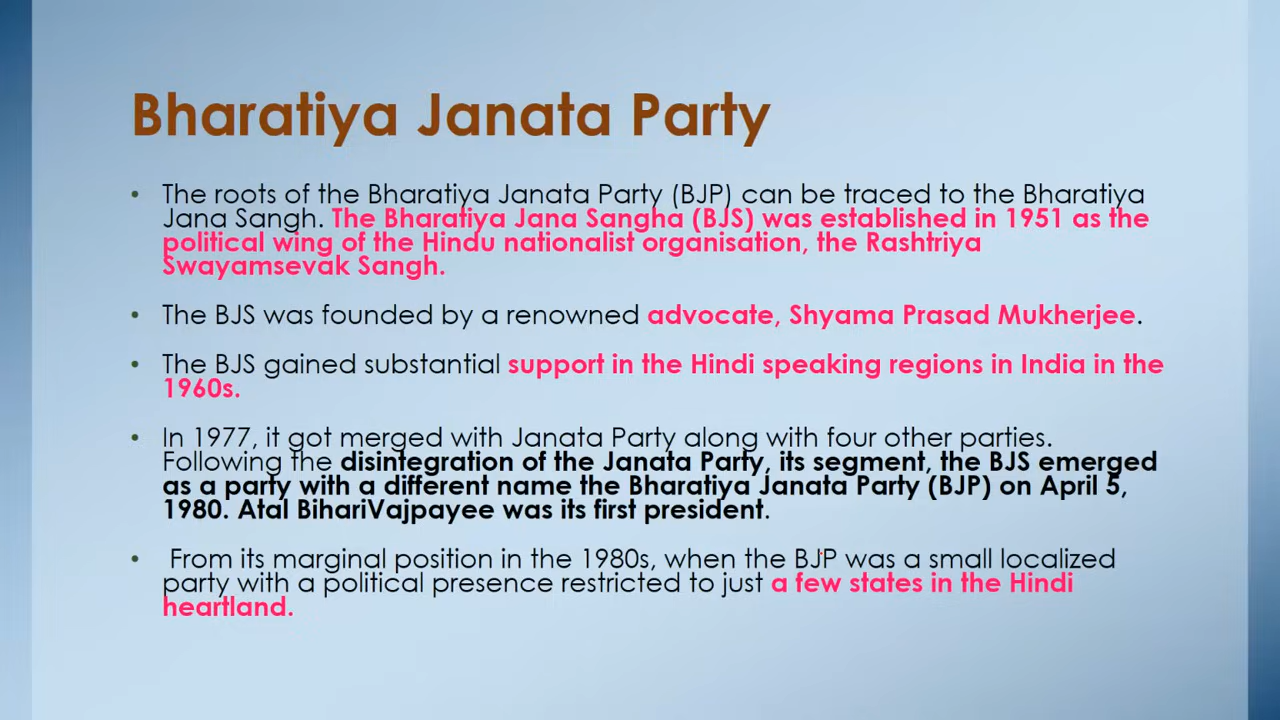 Bharatiya Janata Party
• The roots of the Bharatiya Janata Party (BJP) can be traced to the Bharatiya
Jana Sangh. The Bharatiya Jana Sangha (BJS) was established in 1951 as the
political wing of the Hindu nationalist organisation, the Rashtriya
Swayamsevak Sangh.
• The BJS was founded by a renowned advocate, Shyama Prasad Mukherjee.
• The BJS gained substantial support in the Hindi speaking regions in India in the
1960s.
• In 1977, it got merged with Janata Party along with four other parties.
Following the disintegration of the Janata Party, its segment, the BJS emerged
as a party with a different name the Bharatiya Janata Party (BJP) on April 5,
1980. Atal BihariVajpayee was its first president.
• From its marginal position in the 1980s, when the BJP was a small localized
party with a political presence restricted to just a few states in the Hindi
heartland.